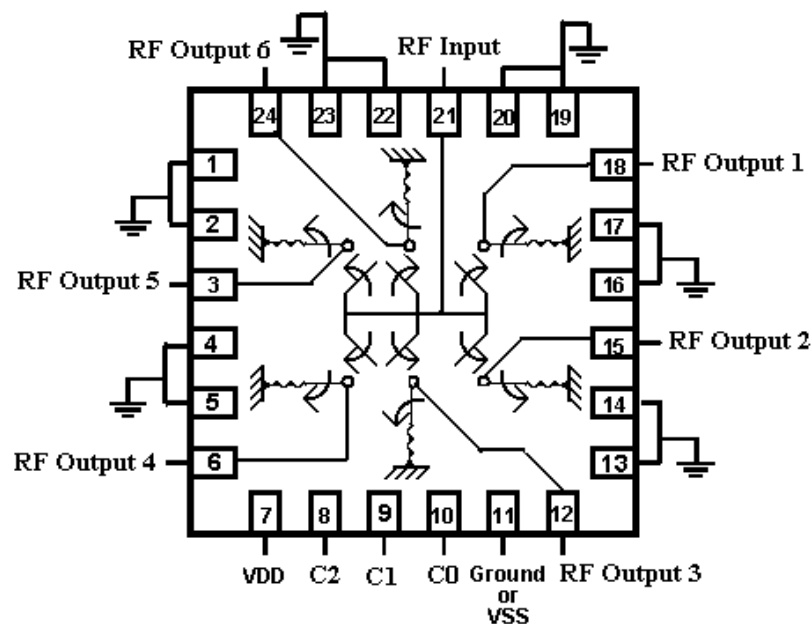 RF Output 6
RF Input
24
23
22
21
20
19
1
18
RF Output 1
2
17
RF Output 5
3
16
4
15
RF Output 2
5
14
RF Output 4
6
13
7
8
9
10
11
12
VDD
C2
C1
C0
Ground
or
VSS
RF Output 3